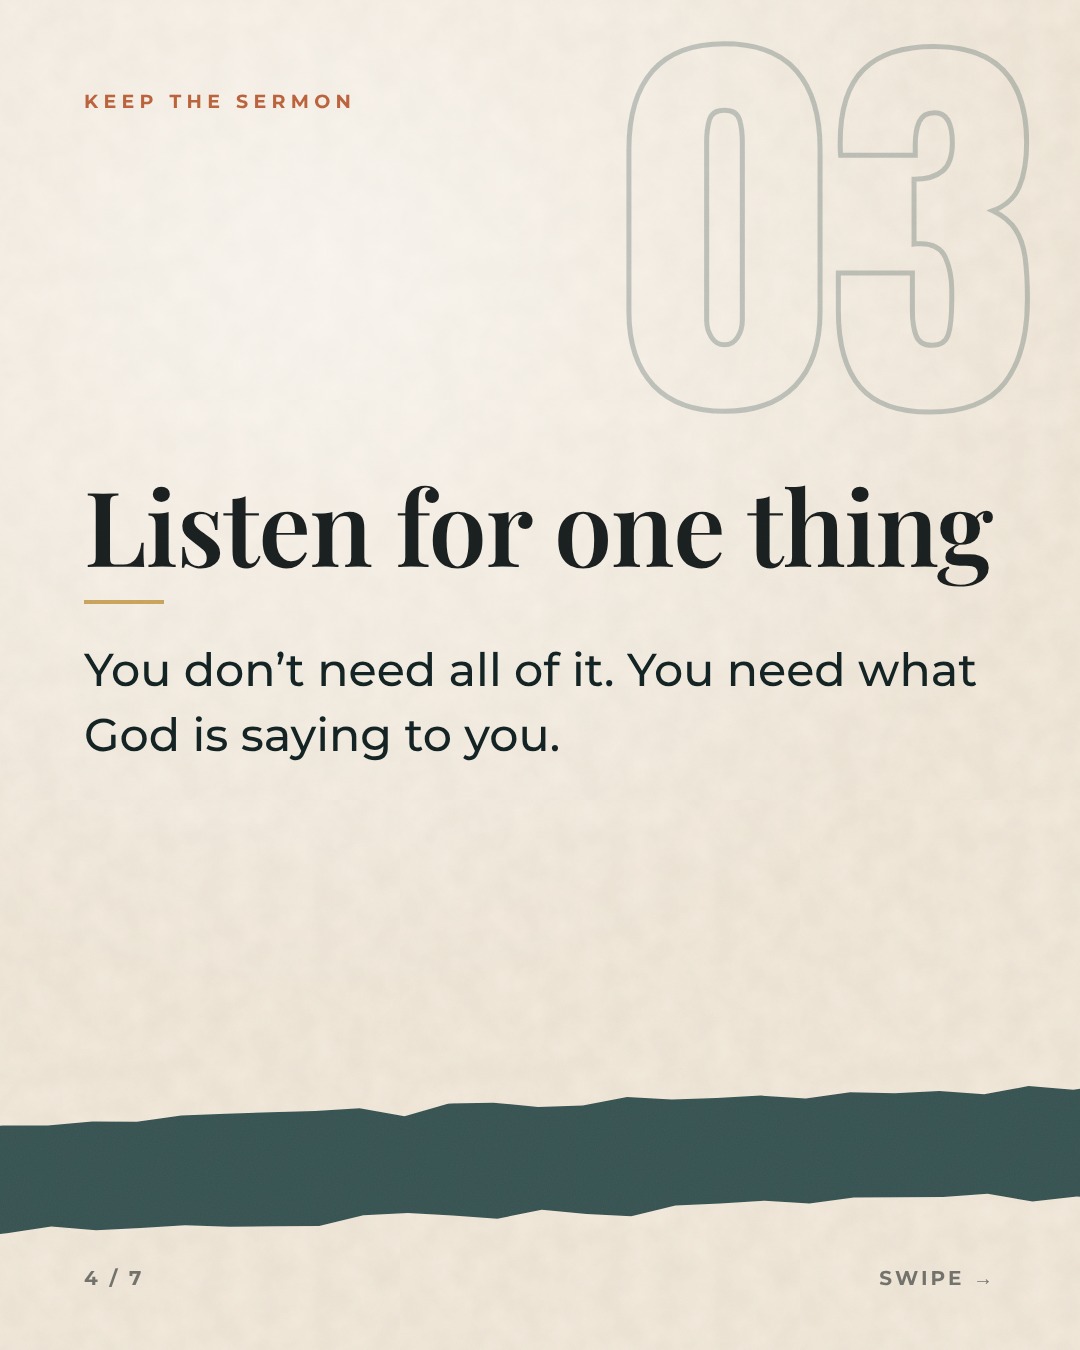 KEEP THE SERMON
03
Listen for one thing
You don’t need all of it. You need what
God is saying to you.
4 / 7
SWIPE →